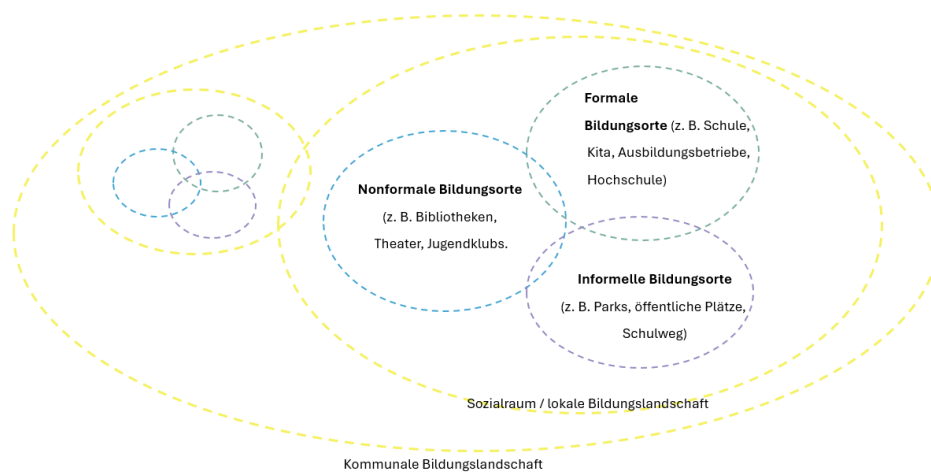 Formale
Bildungsorte (z. B. Schule,
Kita, Ausbildungsbetriebe,
Hochschule)
Nonformale Bildungsorte
(z. B. Bibliotheken,
Theater, Jugendklubs.
Informelle Bildungsorte
(z. B. Parks, öffentliche Plätze,
Schulweg)
Sozialraum / lokale Bildungslandschaft
Kommunale Bildungslandschaft